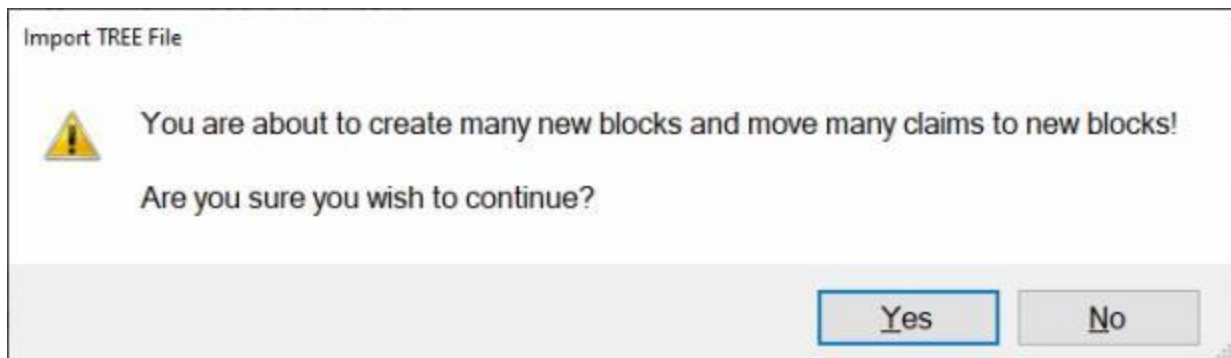 Import TREE File
You are about to create many new blocks and move many claims to new blocks!
Are you sure you wish to continue?
Yes
No